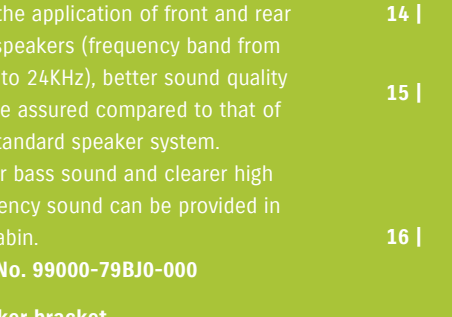 the application of front and rear
speakers (frequency band from
to 24KHz), better sound quality
e assured compared to that of
tandard speaker system.
r bass sound and clearer high
ency sound can be provided in
abin.
No. 99000-79BJ0-000
ker bracket
14 |
15 |
16 |